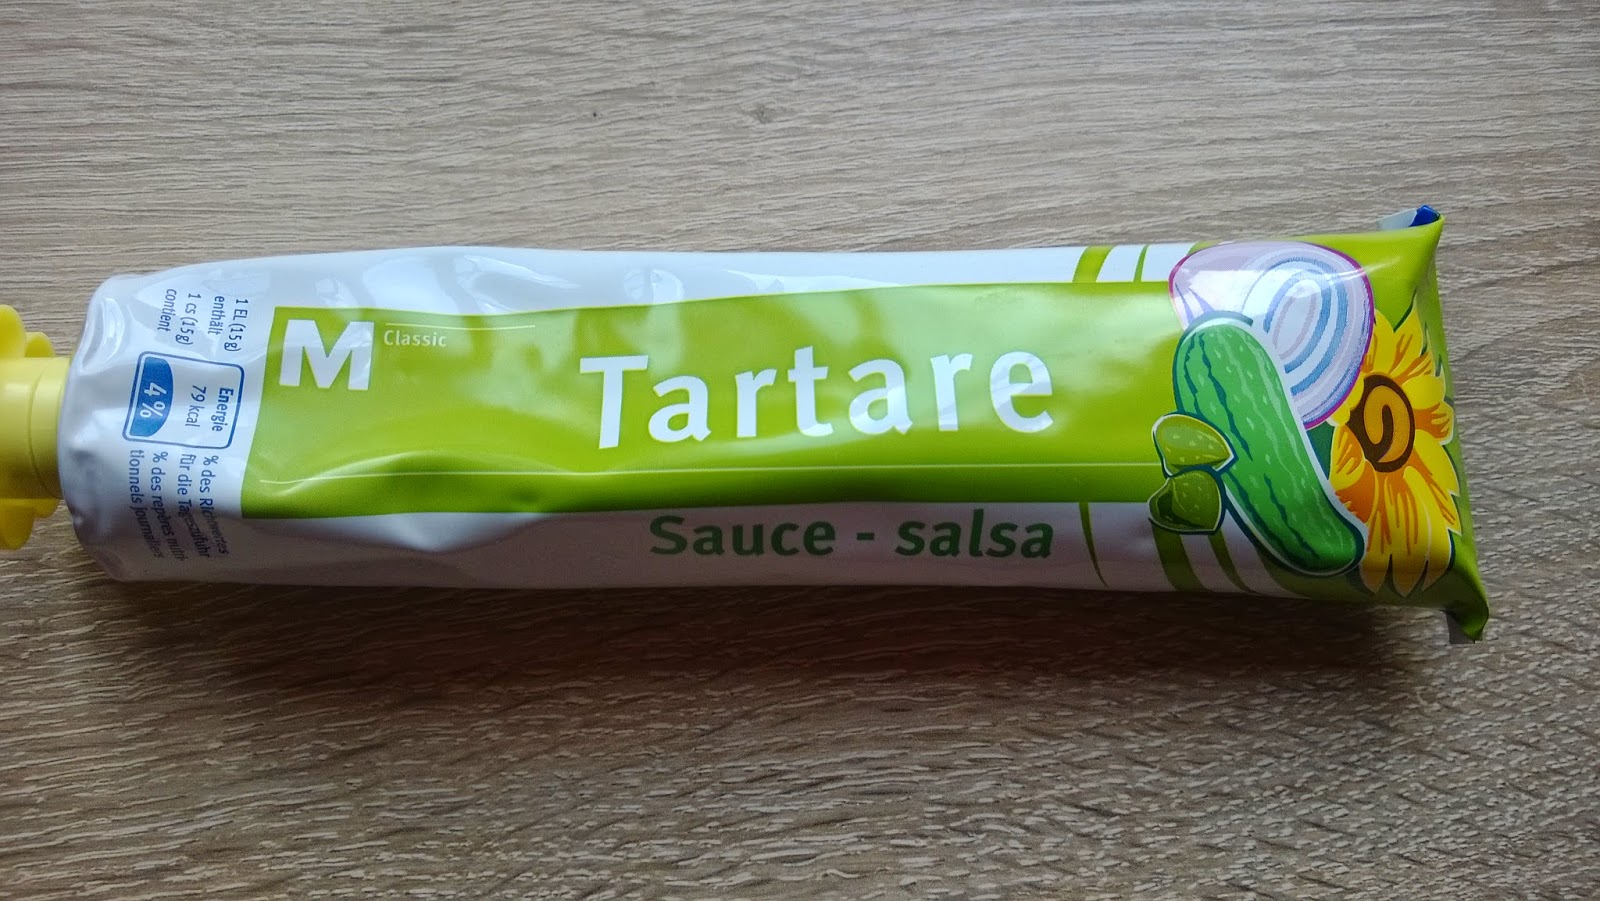 M Classic
Tartare
Sauce - salsa
1 EL (15g)
enthält
1 cs (15g)
contient
Energie
79 kcal
4%
% des Richtwertes
für die Tageszufuhr
% des repères nutri-
tionnels journaliers